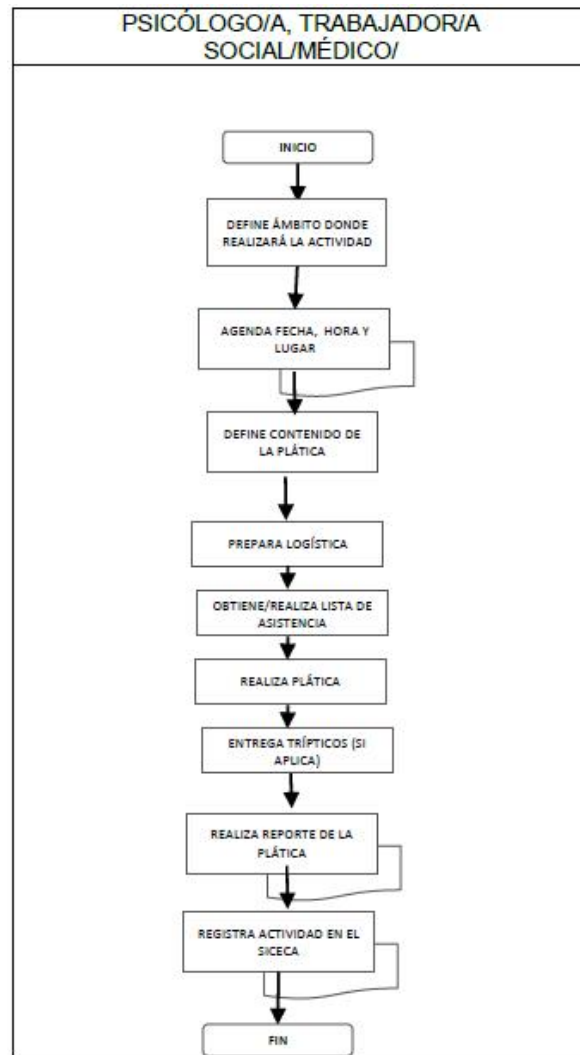 PSICÓLOGO/A, TRABAJADOR/A
SOCIAL/MÉDICO/
INICIO
DEFINE ÁMBITO DONDE
REALIZARÁ LA ACTIVIDAD
AGENDA FECHA, HORA Y
LUGAR
DEFINE CONTENIDO DE
LA PLÁTICA
PREPARA LOGÍSTICA
OBTIENE/REALIZA LISTA DE
ASISTENCIA
REALIZA PLÁTICA
ENTREGA TRÍPTICOS (SI
APLICA)
REALIZA REPORTE DE LA
PLÁTICA
REGISTRA ACTIVIDAD EN EL
SICECA
FIN